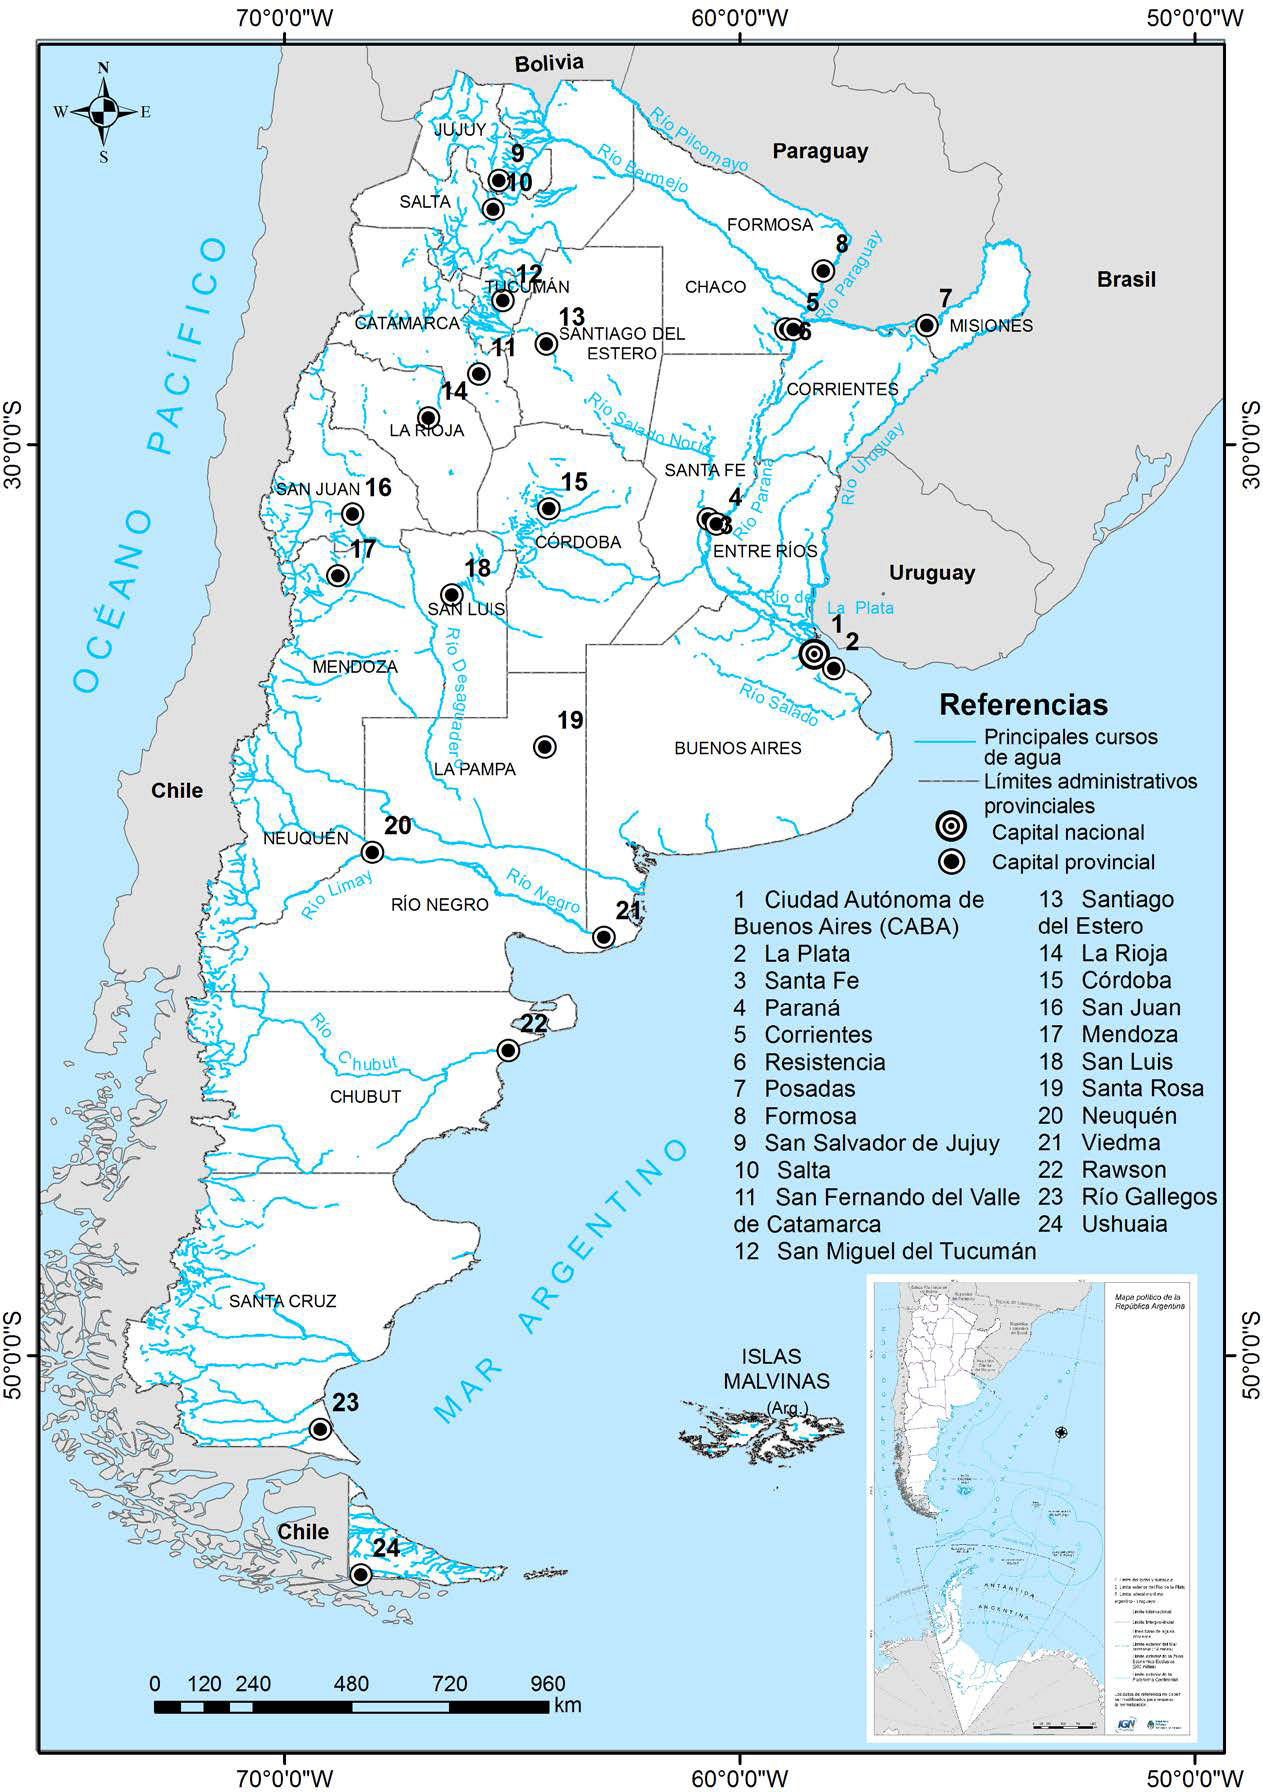 70°0'0"W
60°0'0"W
50°0'0"W
Bolivia
N
W
E
S
JUJUY
Río Pilcomayo
Paraguay
9
Río Bermejo
10
SALTA
FORMOSA
8
Río Paraguay
Brasil
12
TUCUMÁN
CHACO
5
7
CATAMARCA
13
SANTIAGO DEL
ESTERO
6
MISIONES
11
14
CORRIENTES
LA RIOJA
Río Salado Norte
Río Uruguay
30°0'0"S
30°0'0"S
SANTA FE
Río Paraná
SAN JUAN
16
15
4
3
CÓRDOBA
ENTRE RÍOS
17
18
Uruguay
SAN LUIS
Río de
La Plata
1
2
OCÉANO PACÍFICO
MENDOZA
Río Desaguadero
Río Salado
19
BUENOS AIRES
LA PAMPA
Chile
20
NEUQUÉN
Río Limay
Río Negro
RÍO NEGRO
21
22
Río
Chubut
CHUBUT
MAR ARGENTINO
SANTA CRUZ
50°0'0"S
50°0'0"S
23
ISLAS
MALVINAS
(Arg.)
Chile
24
Referencias
Principales cursos
de agua
Límites administrativos
provinciales
Capital nacional
Capital provincial
1 Ciudad Autónoma de
Buenos Aires (CABA)
2 La Plata
3 Santa Fe
4 Paraná
5 Corrientes
6 Resistencia
7 Posadas
8 Formosa
9 San Salvador de Jujuy
10 Salta
11 San Fernando del Valle
de Catamarca
12 San Miguel del Tucumán
13 Santiago
del Estero
14 La Rioja
15 Córdoba
16 San Juan
17 Mendoza
18 San Luis
19 Santa Rosa
20 Neuquén
21 Viedma
22 Rawson
23 Río Gallegos
24 Ushuaia
Mapa político de la
República Argentina
ANTÁRTIDA
ARGENTINA
IGN
0 120 240 480 720 960
km
70°0'0"W
60°0'0"W
50°0'0"W